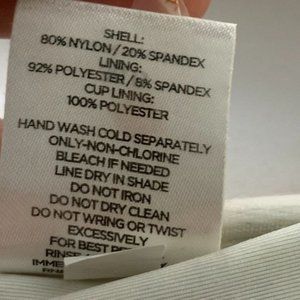 SHELL:
80% NYLON / 20% SPANDEX
LINING:
92% POLYESTER / 8% SPANDEX
CUP LINING:
100% POLYESTER
HAND WASH COLD SEPARATELY
ONLY-NON-CHLORINE
BLEACH IF NEEDED
LINE DRY IN SHADE
DO NOT IRON
DO NOT DRY CLEAN
DO NOT WRING OR TWIST
EXCESSIVELY
FOR BEST